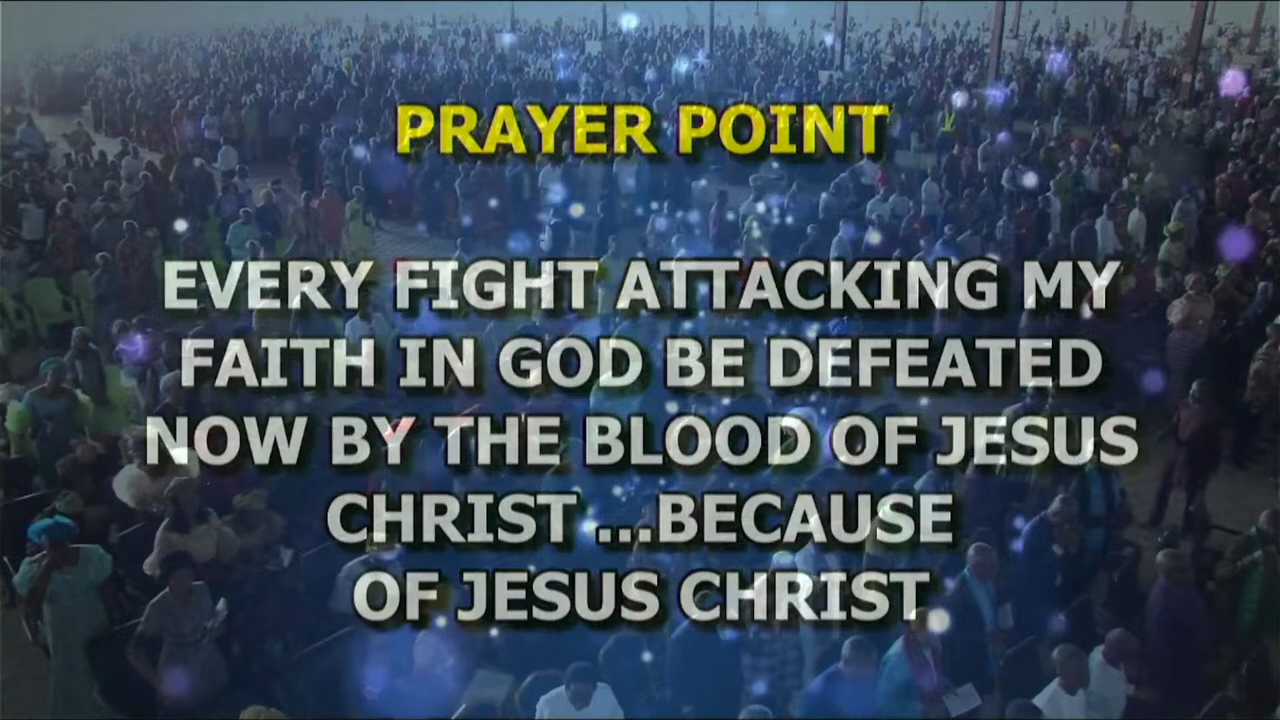 PRAYER POINT
EVERY FIGHT ATTACKING MY
FAITH IN GOD BE DEFEATED
NOW BY THE BLOOD OF JESUS
CHRIST ...BECAUSE
OF JESUS CHRIST